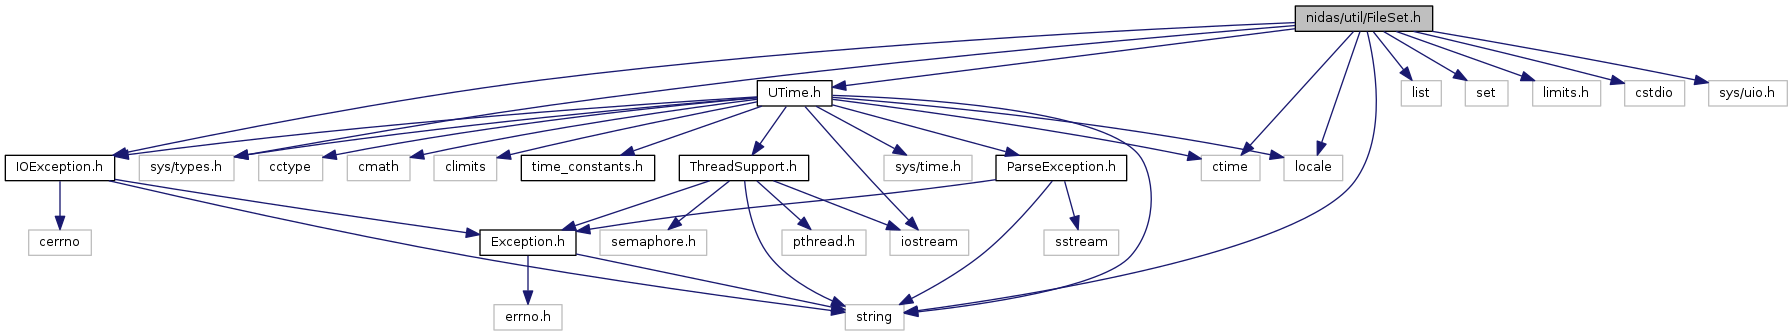 nidas/util/FileSet.h
UTime.h
list
set
limits.h
cstdio
sys/uio.h
IOException.h
sys/types.h
cctype
cmath
climits
time_constants.h
ThreadSupport.h
sys/time.h
ParseException.h
ctime
locale
cerrno
Exception.h
semaphore.h
pthread.h
iostream
sstream
errno.h
string